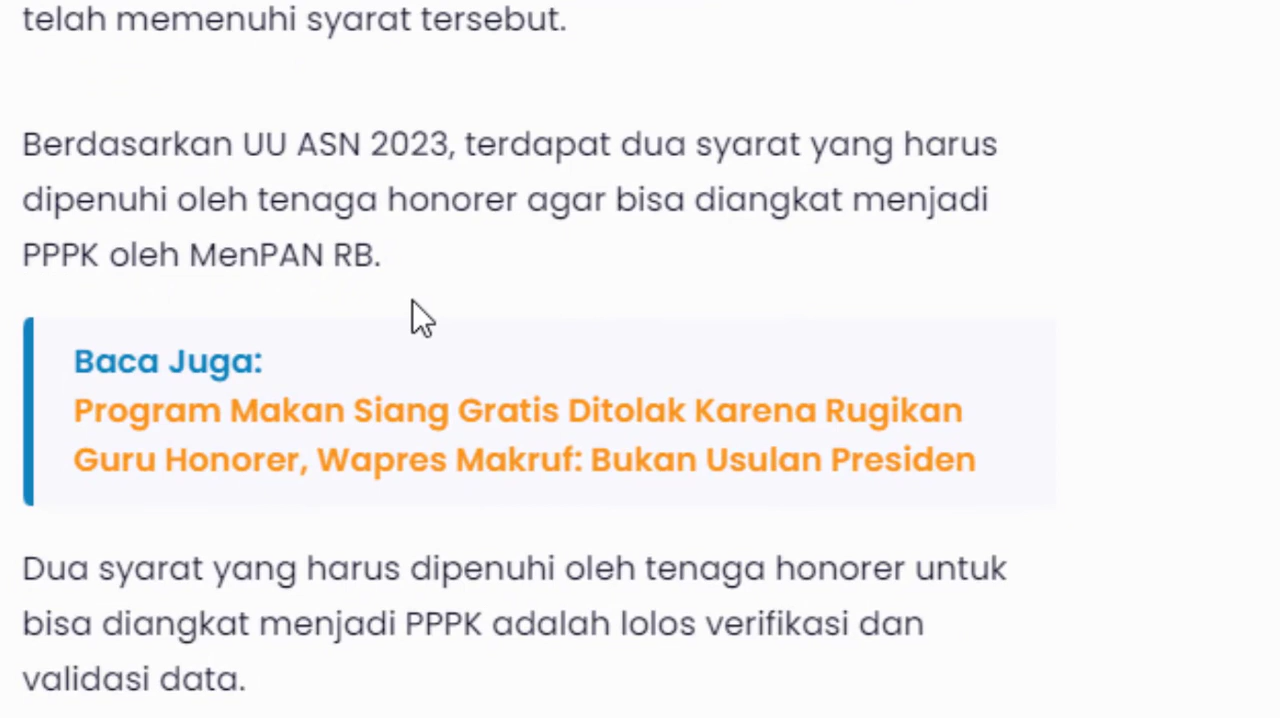 telah memenuhi syarat tersebut.
Berdasarkan UU ASN 2023, terdapat dua syarat yang harus
dipenuhi oleh tenaga honorer agar bisa diangkat menjadi
PPPK oleh MenPAN RB.
Baca Juga:
Program Makan Siang Gratis Ditolak Karena Rugikan
Guru Honorer, Wapres Makruf: Bukan Usulan Presiden
Dua syarat yang harus dipenuhi oleh tenaga honorer untuk
bisa diangkat menjadi PPPK adalah lolos verifikasi dan
validasi data.